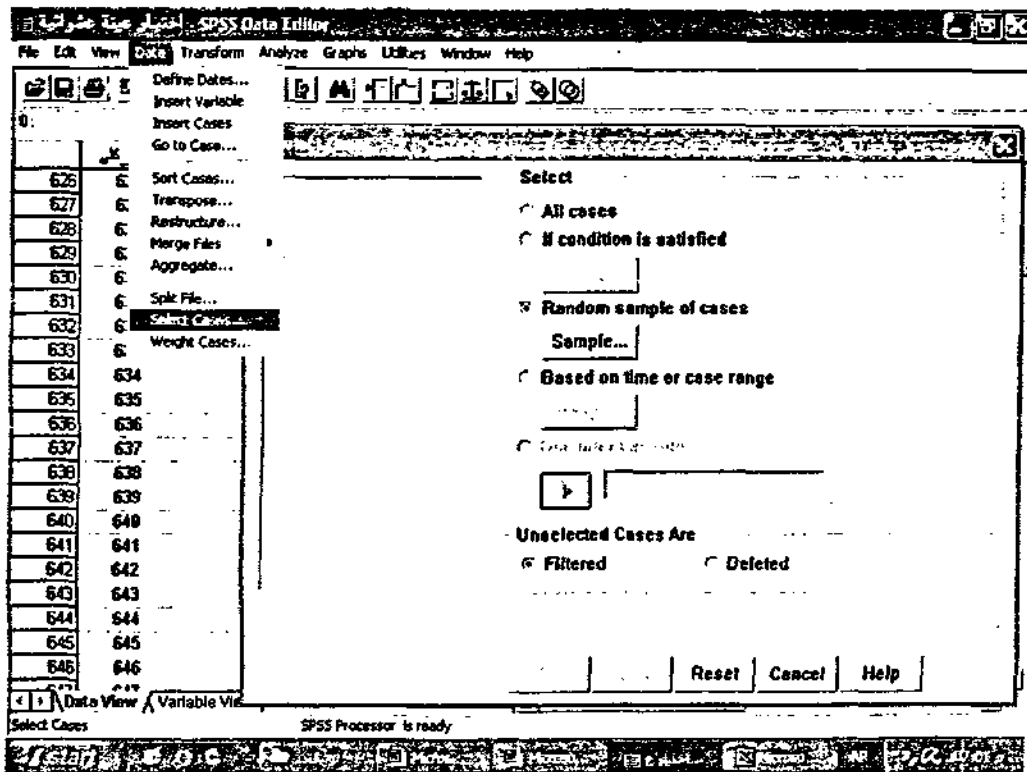 اختيار عينة عشوائية - SPSS Data Editor
File Edit View Data Transform Analyze Graphs Utilities Window Help
Define Dates...
Insert Variable
Insert Cases
Go to Case...
Sort Cases...
Transpose...
Restructure...
Merge Files
Aggregate...
Split File...
Select Cases...
Weight Cases...
0:
626
627
628
629
630
631
632
633
634 634
635 635
636 636
637 637
638 638
639 639
640 640
641 641
642 642
643 643
644 644
645 645
646 646
Select
All cases
If condition is satisfied
Random sample of cases
Sample...
Based on time or case range
Unselected Cases Are
Filtered Deleted
Reset Cancel Help
Data View Variable Vie
Select Cases SPSS Processor is ready